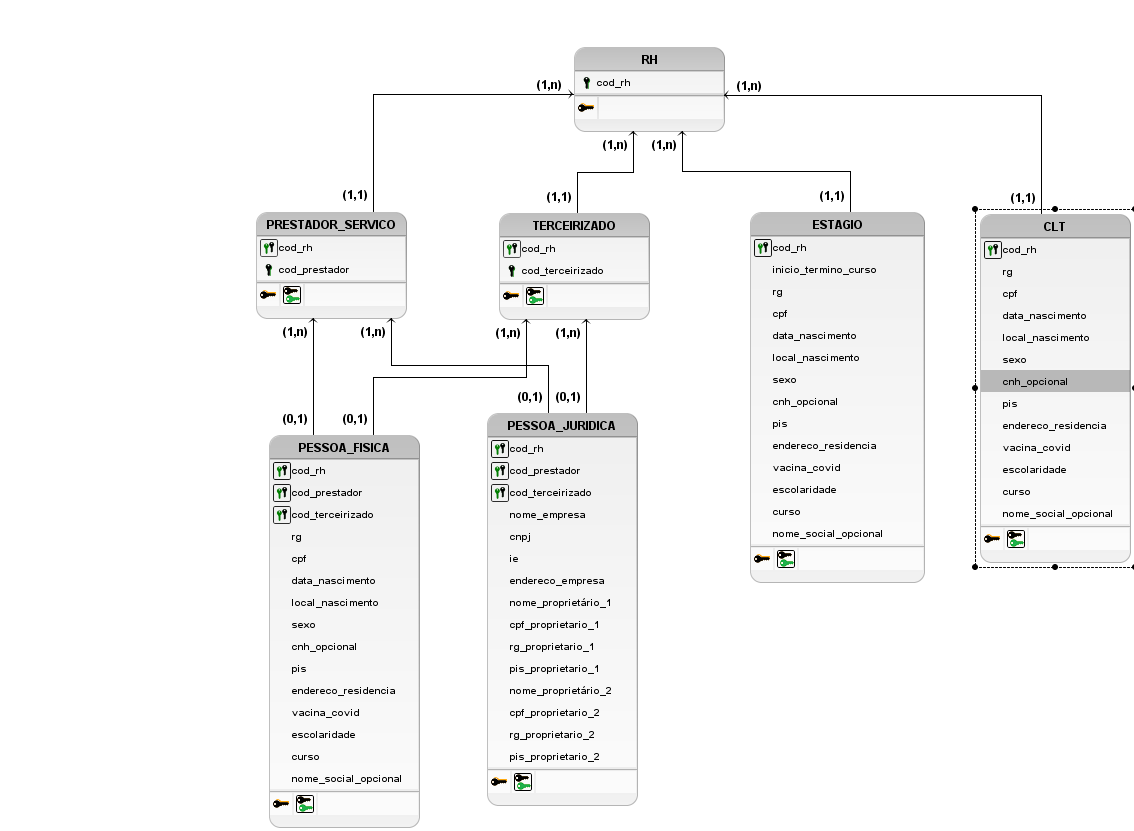 RH
cod_rh
(1,n)
(1,n)
(1,n)
(1,n)
(1,1)
(1,1)
(1,1)
(1,1)
PRESTADOR_SERVICO
cod_rh
cod_prestador
TERCEIRIZADO
cod_rh
cod_terceirizado
ESTAGIO
cod_rh
inicio_termino_curso
rg
cpf
data_nascimento
local_nascimento
sexo
cnh_opcional
pis
endereco_residencia
vacina_covid
escolaridade
curso
nome_social_opcional
CLT
cod_rh
rg
cpf
data_nascimento
local_nascimento
sexo
cnh_opcional
pis
endereco_residencia
vacina_covid
escolaridade
curso
nome_social_opcional
(1,n)
(1,n)
(1,n)
(1,n)
(0,1)
(0,1)
(0,1)
(0,1)
PESSOA_FISICA
cod_rh
cod_prestador
cod_terceirizado
rg
cpf
data_nascimento
local_nascimento
sexo
cnh_opcional
pis
endereco_residencia
vacina_covid
escolaridade
curso
nome_social_opcional
PESSOA_JURIDICA
cod_rh
cod_prestador
cod_terceirizado
nome_empresa
cnpj
ie
endereco_empresa
nome_proprietário_1
cpf_proprietario_1
rg_proprietario_1
pis_proprietario_1
nome_proprietário_2
cpf_proprietario_2
rg_proprietario_2
pis_proprietario_2